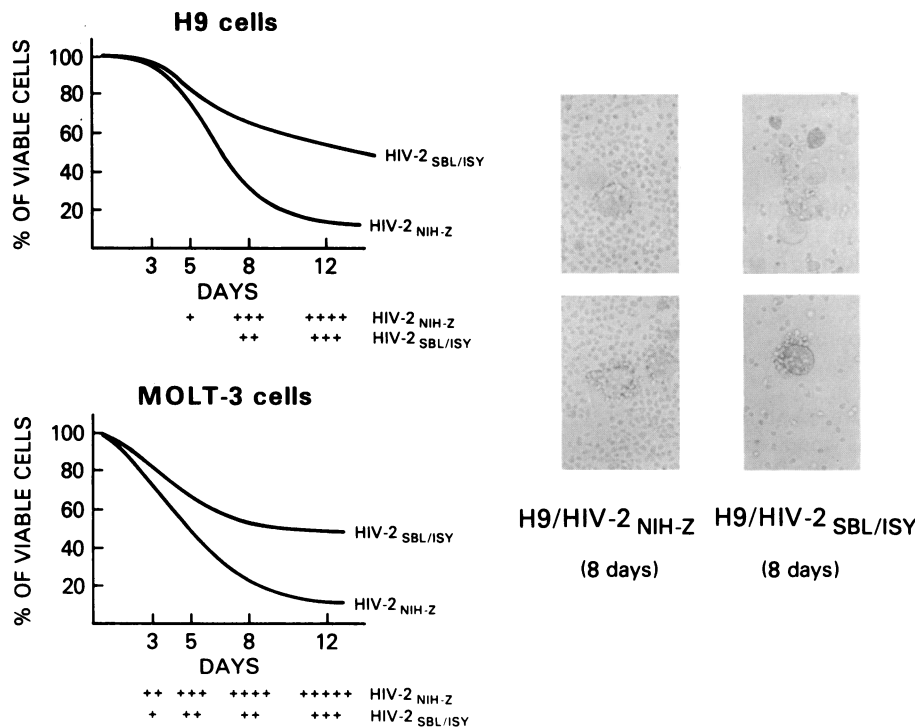 H9 cells
% OF VIABLE CELLS
100
80
60
40
20
HIV-2 SBL/ISY
HIV-2 NIH-Z
3 5 8 12
DAYS
+ +++ ++++ HIV-2 NIH-Z
++ +++ HIV-2 SBL/ISY
MOLT-3 cells
% OF VIABLE CELLS
100
80
60
40
20
HIV-2 SBL/ISY
HIV-2 NIH-Z
3 5 8 12
DAYS
++ +++ ++++ +++++ HIV-2 NIH-Z
+ ++ ++ +++ HIV-2 SBL/ISY
H9/HIV-2 NIH-Z H9/HIV-2 SBL/ISY
(8 days) (8 days)